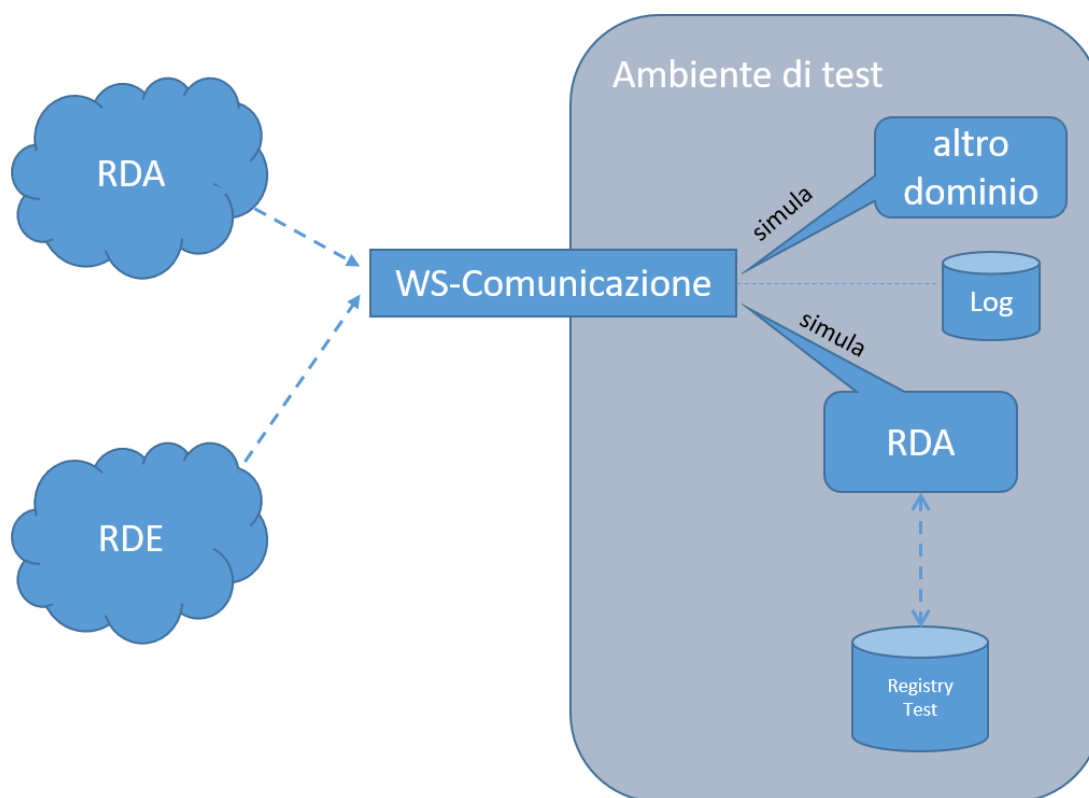 Ambiente di test
RDA
altro
dominio
simula
WS-Comunicazione
Log
simula
RDA
RDE
Registry
Test